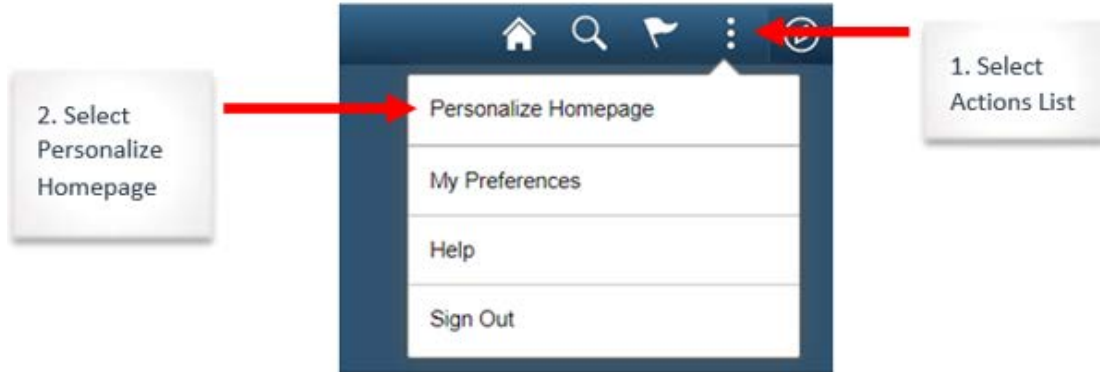 1. Select
Actions List
2. Select
Personalize
Homepage
Personalize Homepage
My Preferences
Help
Sign Out